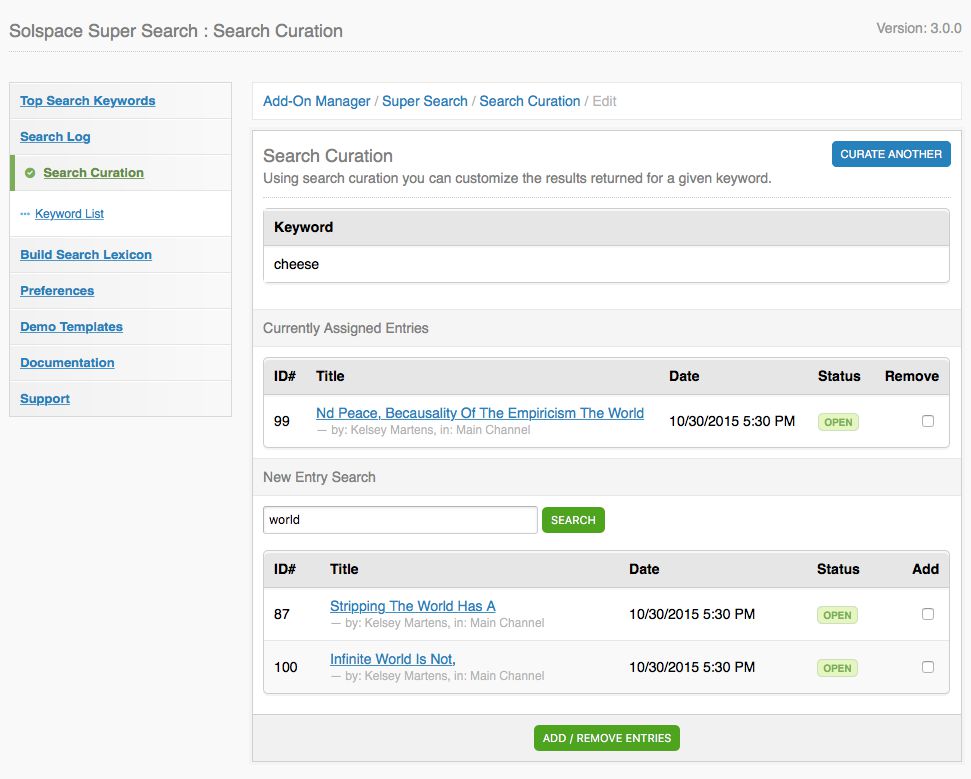 Solspace Super Search : Search Curation
Version: 3.0.0
Top Search Keywords
Search Log
Search Curation
Keyword List
Build Search Lexicon
Preferences
Demo Templates
Documentation
Support
Add-On Manager / Super Search / Search Curation / Edit
Search Curation
CURATE ANOTHER
Using search curation you can customize the results returned for a given keyword.
Keyword
cheese
Currently Assigned Entries
ID# Title Date Status Remove
99 Nd Peace, Becausality Of The Empiricism The World 10/30/2015 5:30 PM OPEN
— by: Kelsey Martens, in: Main Channel
New Entry Search
world SEARCH
ID# Title Date Status Add
87 Stripping The World Has A 10/30/2015 5:30 PM OPEN
— by: Kelsey Martens, in: Main Channel
100 Infinite World Is Not, 10/30/2015 5:30 PM OPEN
— by: Kelsey Martens, in: Main Channel
ADD / REMOVE ENTRIES